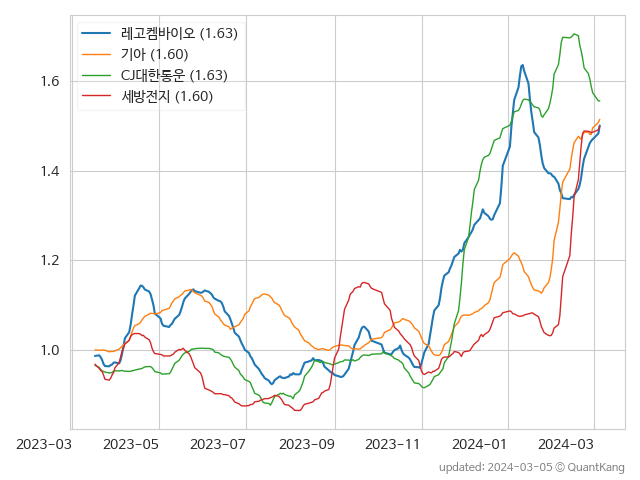 레고켐바이오 (1.63)
기아 (1.60)
CJ대한통운 (1.63)
세방전지 (1.60)
1.6
1.4
1.2
1.0
2023-03 2023-05 2023-07 2023-09 2023-11 2024-01 2024-03
updated: 2024-03-05 © QuantKang